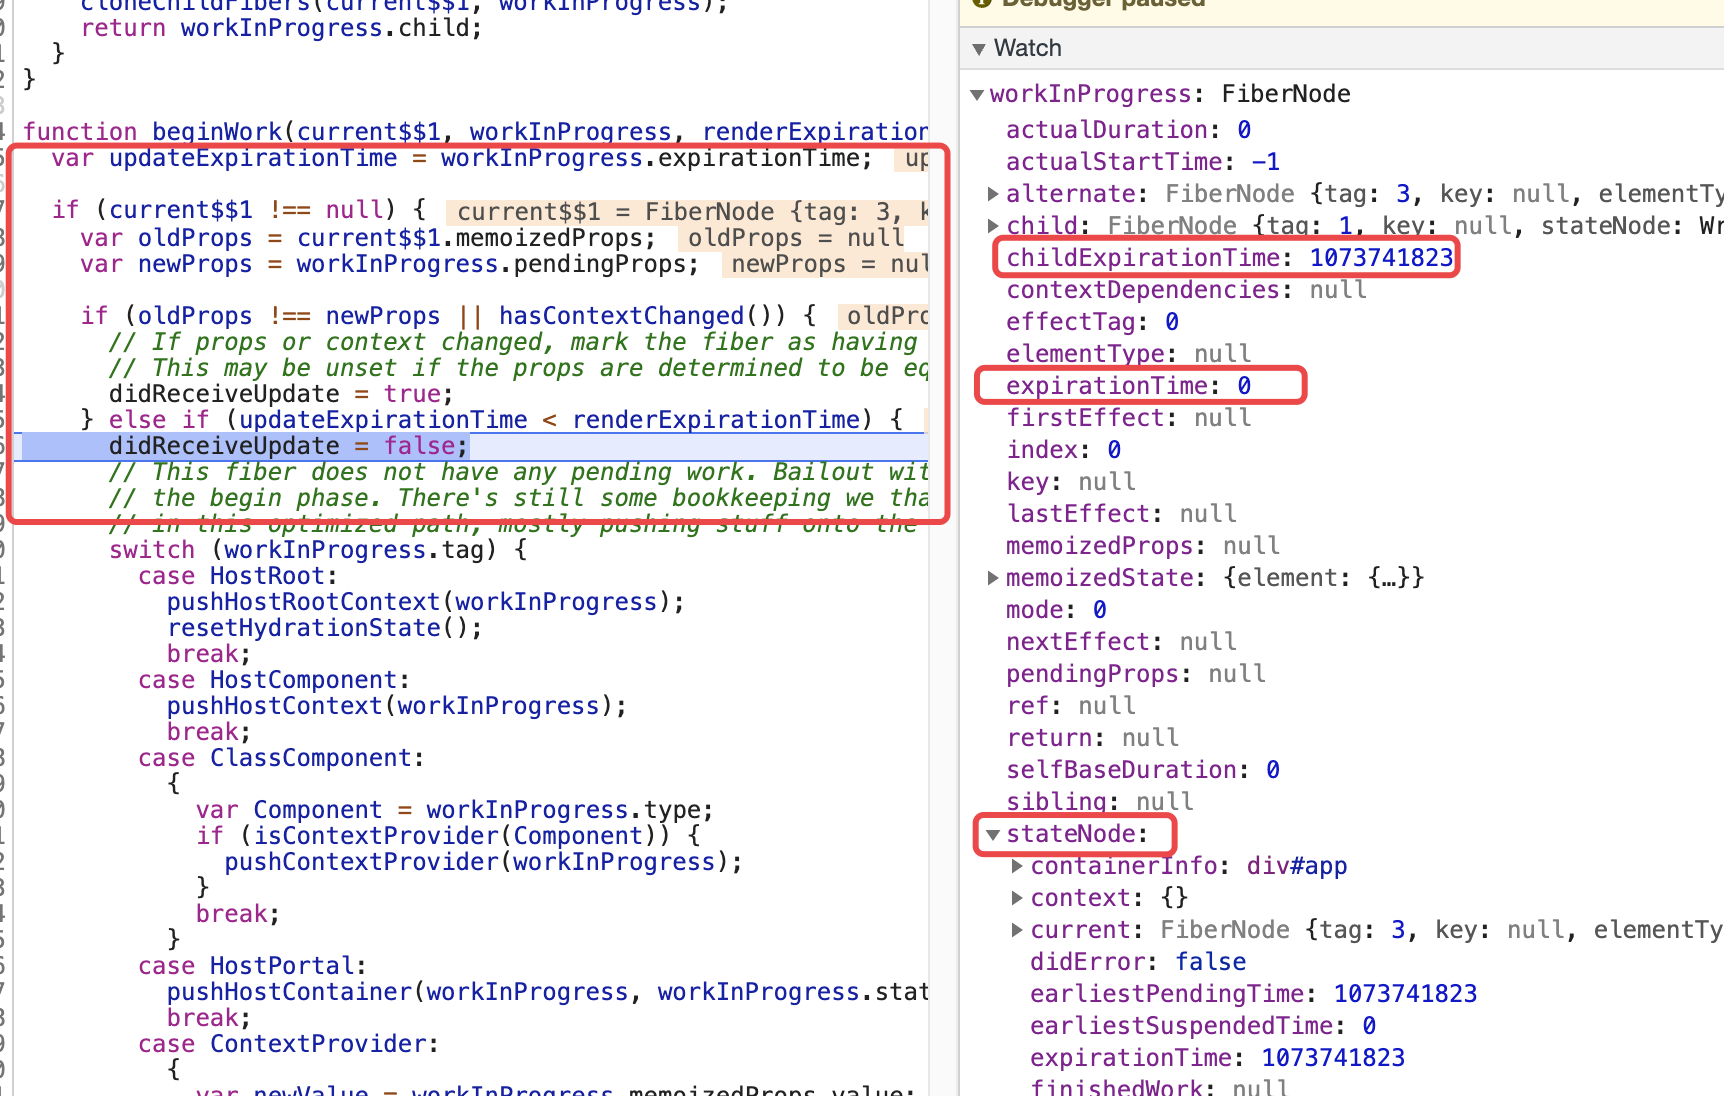 cloneChildFibers(current$$1, workInProgress);
return workInProgress.child;
}
}
function beginWork(current$$1, workInProgress, renderExpiration
var updateExpirationTime = workInProgress.expirationTime; up
if (current$$1 !== null) { current$$1 = FiberNode {tag: 3, k
var oldProps = current$$1.memoizedProps; oldProps = null
var newProps = workInProgress.pendingProps; newProps = nul
if (oldProps !== newProps || hasContextChanged()) { oldPro
// If props or context changed, mark the fiber as having
// This may be unset if the props are determined to be eq
didReceiveUpdate = true;
} else if (updateExpirationTime < renderExpirationTime) {
didReceiveUpdate = false;
// This fiber does not have any pending work. Bailout wit
// the begin phase. There's still some bookkeeping we tha
// in this optimized path, mostly pushing stuff onto the
switch (workInProgress.tag) {
case HostRoot:
pushHostRootContext(workInProgress);
resetHydrationState();
break;
case HostComponent:
pushHostContext(workInProgress);
break;
case ClassComponent:
{
var Component = workInProgress.type;
if (isContextProvider(Component)) {
pushContextProvider(workInProgress);
}
break;
}
case HostPortal:
pushHostContainer(workInProgress, workInProgress.stat
break;
case ContextProvider:
{
var newValue = workInProgress.memoizedProps.value;
Debugger paused
Watch
workInProgress: FiberNode
actualDuration: 0
actualStartTime: -1
alternate: FiberNode {tag: 3, key: null, elementTy
child: FiberNode {tag: 1, key: null, stateNode: Wr
childExpirationTime: 1073741823
contextDependencies: null
effectTag: 0
elementType: null
expirationTime: 0
firstEffect: null
index: 0
key: null
lastEffect: null
memoizedProps: null
memoizedState: {element: {…}}
mode: 0
nextEffect: null
pendingProps: null
ref: null
return: null
selfBaseDuration: 0
sibling: null
stateNode:
containerInfo: div#app
context: {}
current: FiberNode {tag: 3, key: null, elementTy
didError: false
earliestPendingTime: 1073741823
earliestSuspendedTime: 0
expirationTime: 1073741823
finishedWork: null